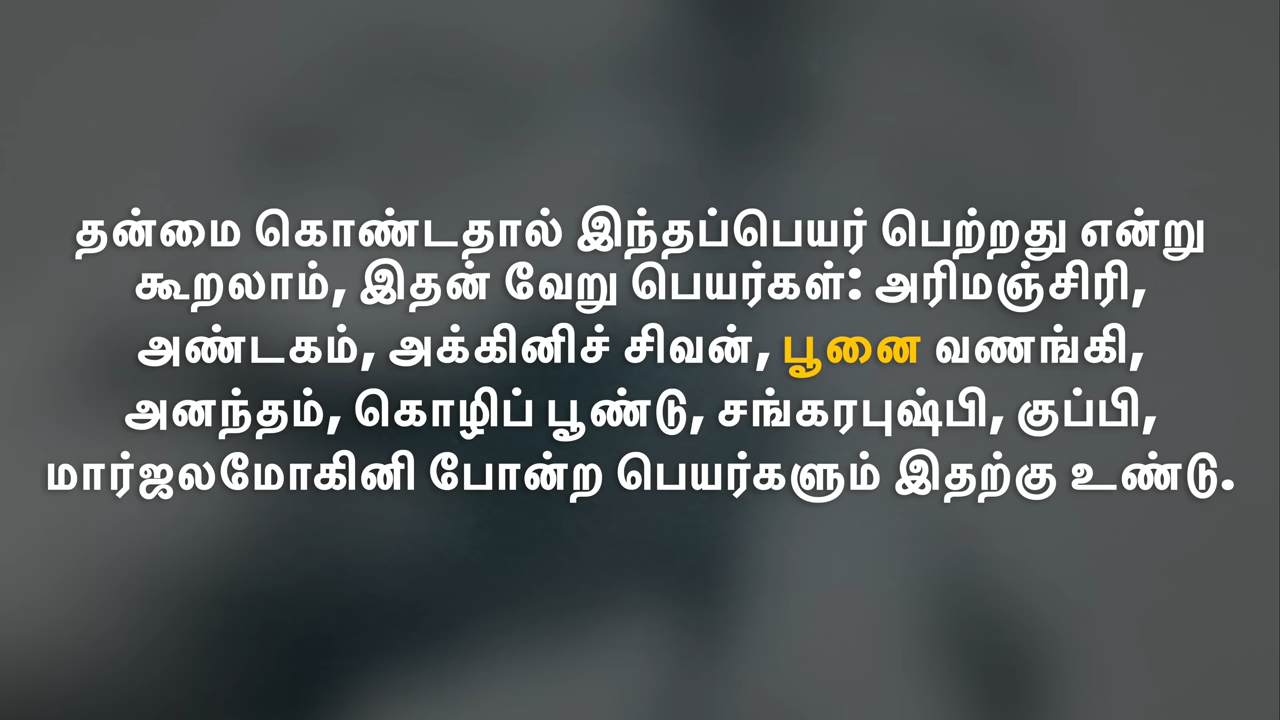 தன்மை கொண்டதால் இந்தப்பெயர் பெற்றது என்று
கூறலாம், இதன் வேறு பெயர்கள்: அரிமஞ்சிரி,
அண்டகம், அக்கினிச் சிவன், பூனை வணங்கி,
அனந்தம், கொழிப் பூண்டு, சங்கரபுஷ்பி, குப்பி,
மார்ஜலமோகினி போன்ற பெயர்களும் இதற்கு உண்டு.